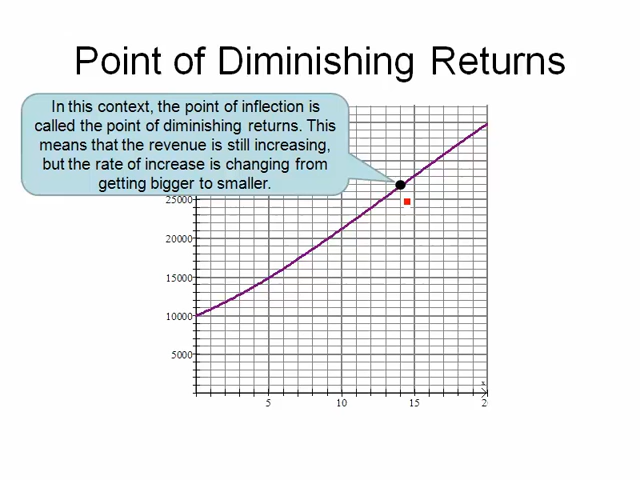 Point of Diminishing Returns
In this context, the point of inflection is
called the point of diminishing returns. This
means that the revenue is still increasing,
but the rate of increase is changing from
getting bigger to smaller.
25000
20000
15000
10000
5000
x
5 10 15 2